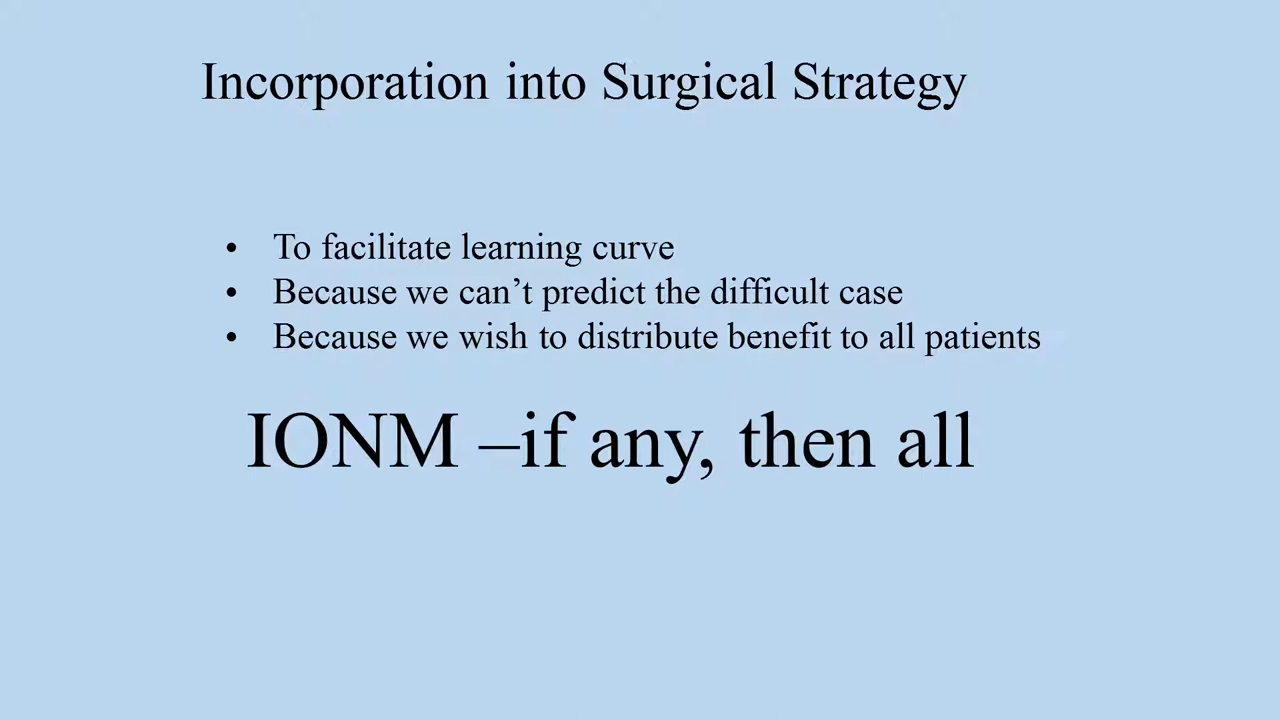 Incorporation into Surgical Strategy
• To facilitate learning curve
• Because we can’t predict the difficult case
• Because we wish to distribute benefit to all patients
IONM –if any, then all